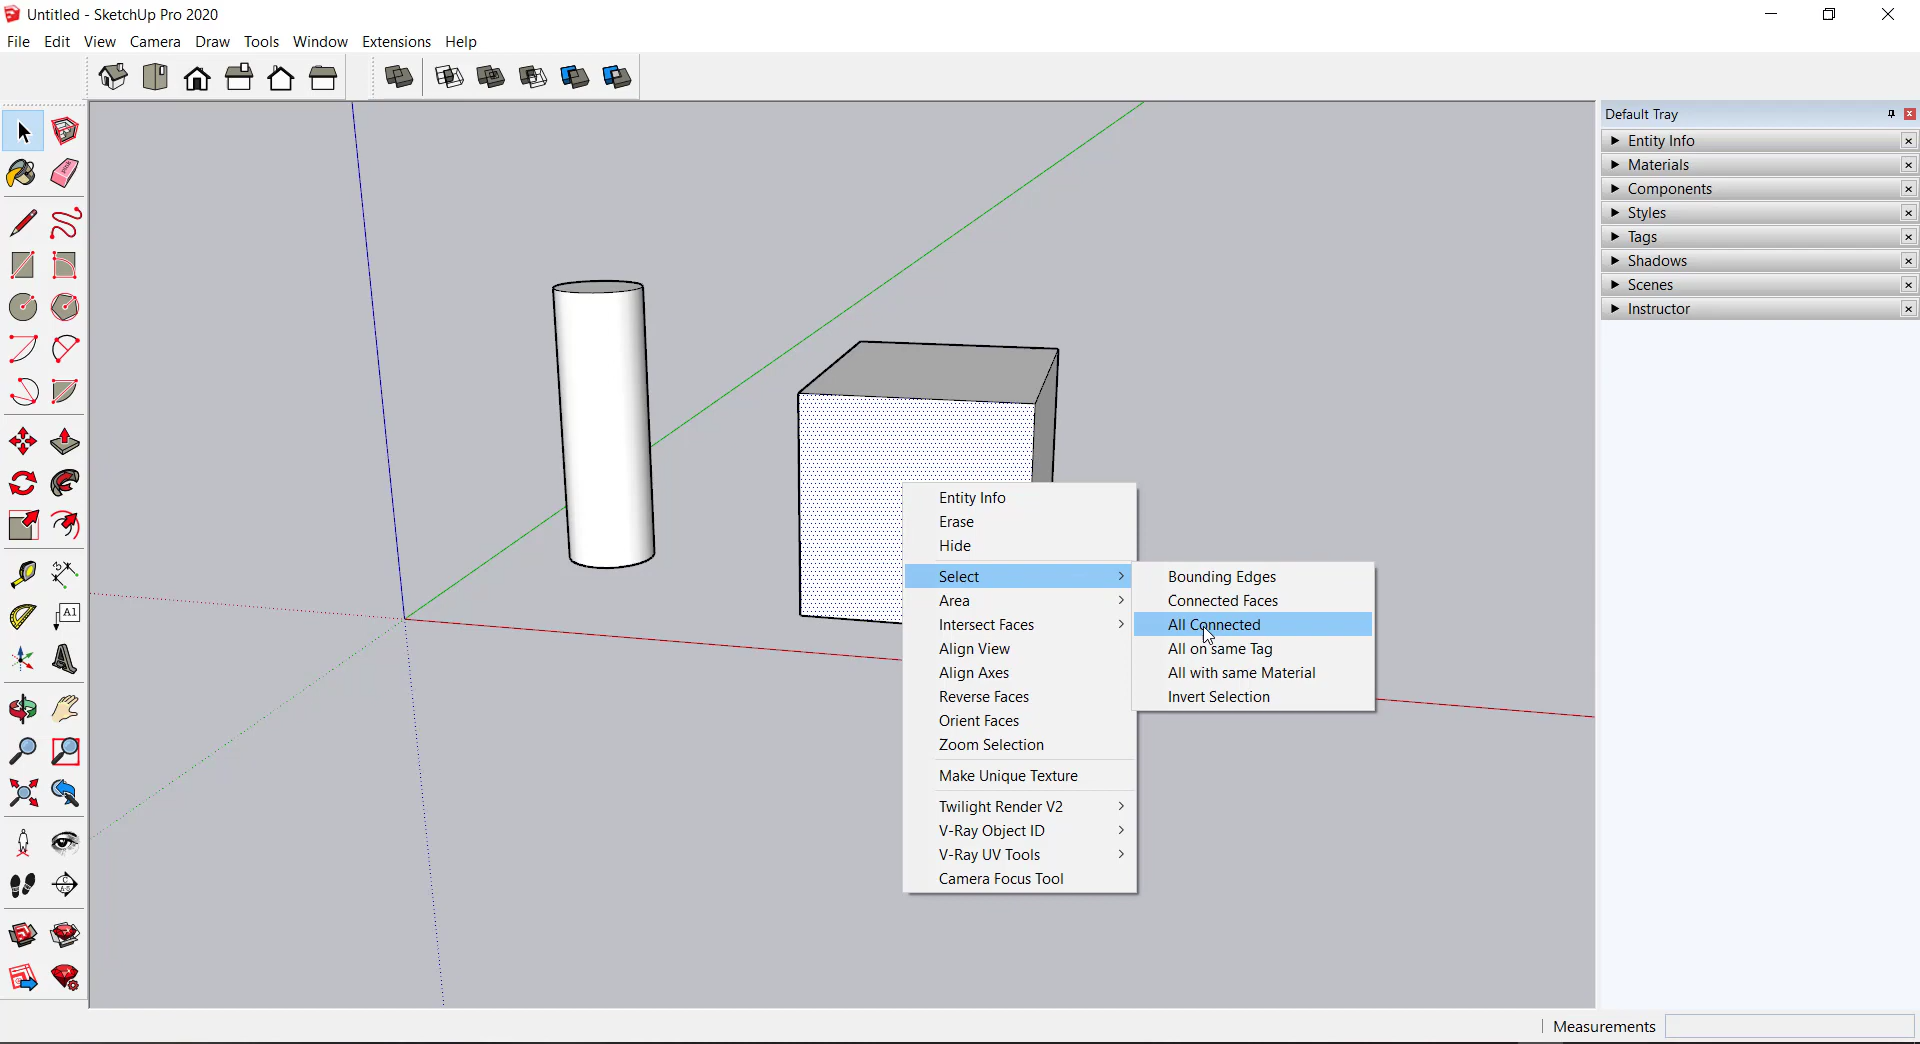 Untitled - SketchUp Pro 2020
File Edit View Camera Draw Tools Window Extensions Help
Default Tray
Entity Info
Materials
Components
Styles
Tags
Shadows
Scenes
Instructor
Entity Info
Erase
Hide
Select
Area
Intersect Faces
Align View
Align Axes
Reverse Faces
Orient Faces
Zoom Selection
Make Unique Texture
Twilight Render V2
V-Ray Object ID
V-Ray UV Tools
Camera Focus Tool
Bounding Edges
Connected Faces
All Connected
All on same Tag
All with same Material
Invert Selection
A1
Measurements